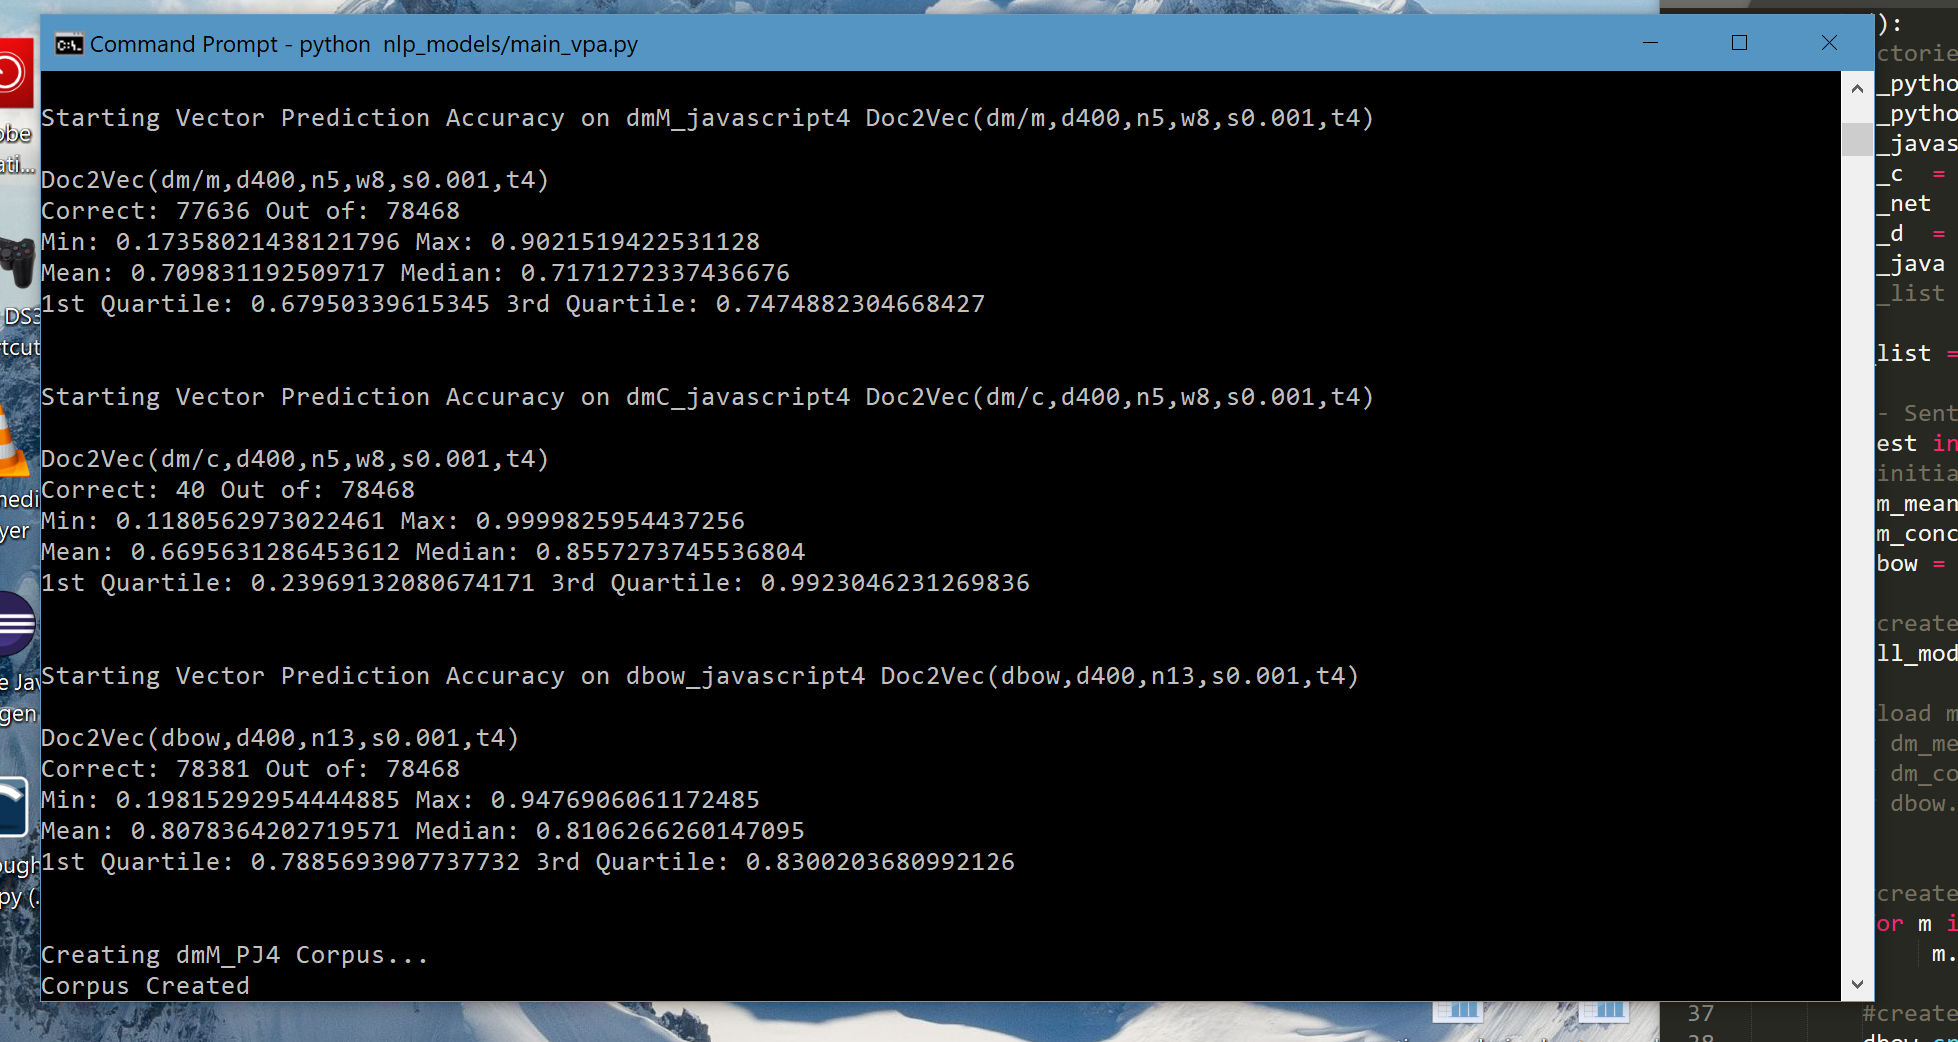 Command Prompt - python  nlp_models/main_vpa.py
Starting Vector Prediction Accuracy on dmM_javascript4 Doc2Vec(dm/m,d400,n5,w8,s0.001,t4)
Doc2Vec(dm/m,d400,n5,w8,s0.001,t4)
Correct: 77636 Out of: 78468
Min: 0.17358021438121796 Max: 0.9021519422531128
Mean: 0.709831192509717 Median: 0.7171272337436676
1st Quartile: 0.67950339615345 3rd Quartile: 0.7474882304668427
Starting Vector Prediction Accuracy on dmC_javascript4 Doc2Vec(dm/c,d400,n5,w8,s0.001,t4)
Doc2Vec(dm/c,d400,n5,w8,s0.001,t4)
Correct: 40 Out of: 78468
Min: 0.1180562973022461 Max: 0.9999825954437256
Mean: 0.6695631286453612 Median: 0.8557273745536804
1st Quartile: 0.23969132080674171 3rd Quartile: 0.9923046231269836
Starting Vector Prediction Accuracy on dbow_javascript4 Doc2Vec(dbow,d400,n13,s0.001,t4)
Doc2Vec(dbow,d400,n13,s0.001,t4)
Correct: 78381 Out of: 78468
Min: 0.19815292954444885 Max: 0.9476906061172485
Mean: 0.8078364202719571 Median: 0.8106266260147095
1st Quartile: 0.7885693907737732 3rd Quartile: 0.8300203680992126
Creating dmM_PJ4 Corpus...
Corpus Created
):
ctorie
_pytho
_pytho
_javas
_c =
_net
_d =
_java
_list
list =
- Sent
est in
initia
m_mean
m_conc
bow =
create
ll_mod
load m
dm_me
dm_co
dbow.
create
or m i
m.
37 #create
DS3
rtcut
yer
e Jav
gen